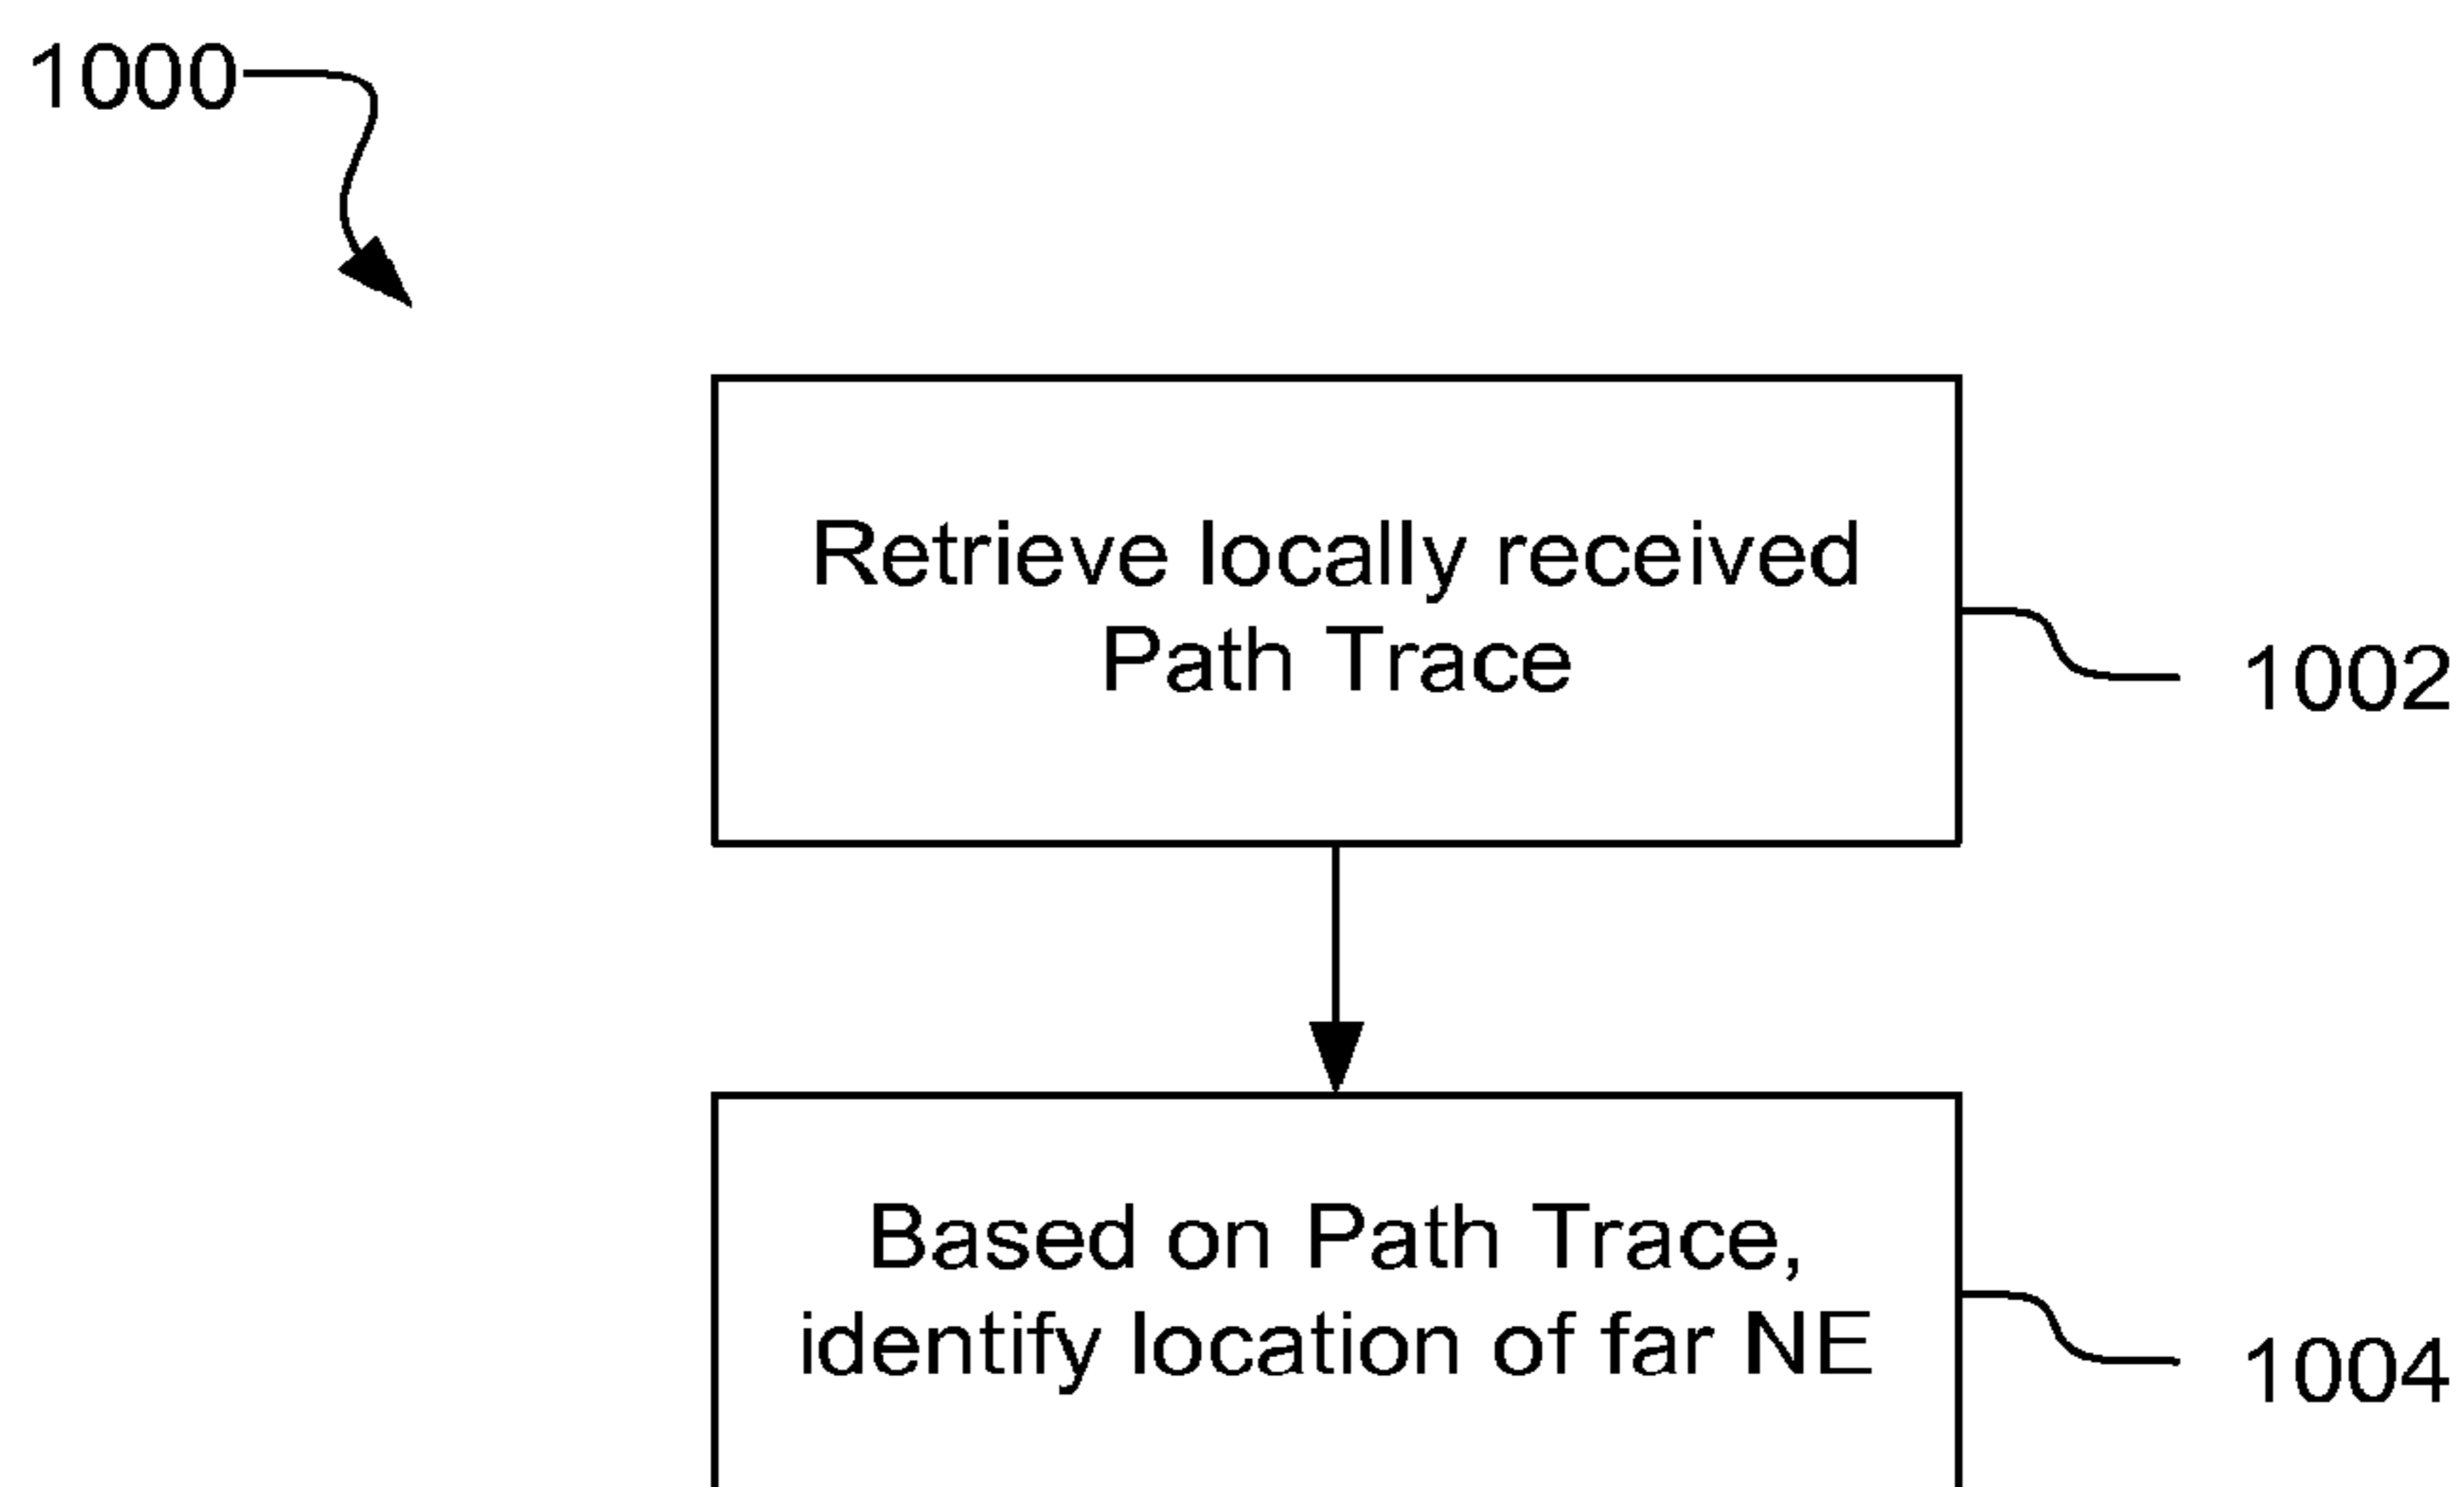 1000
Retrieve locally received
Path Trace
1002
Based on Path Trace,
identify location of far NE
1004